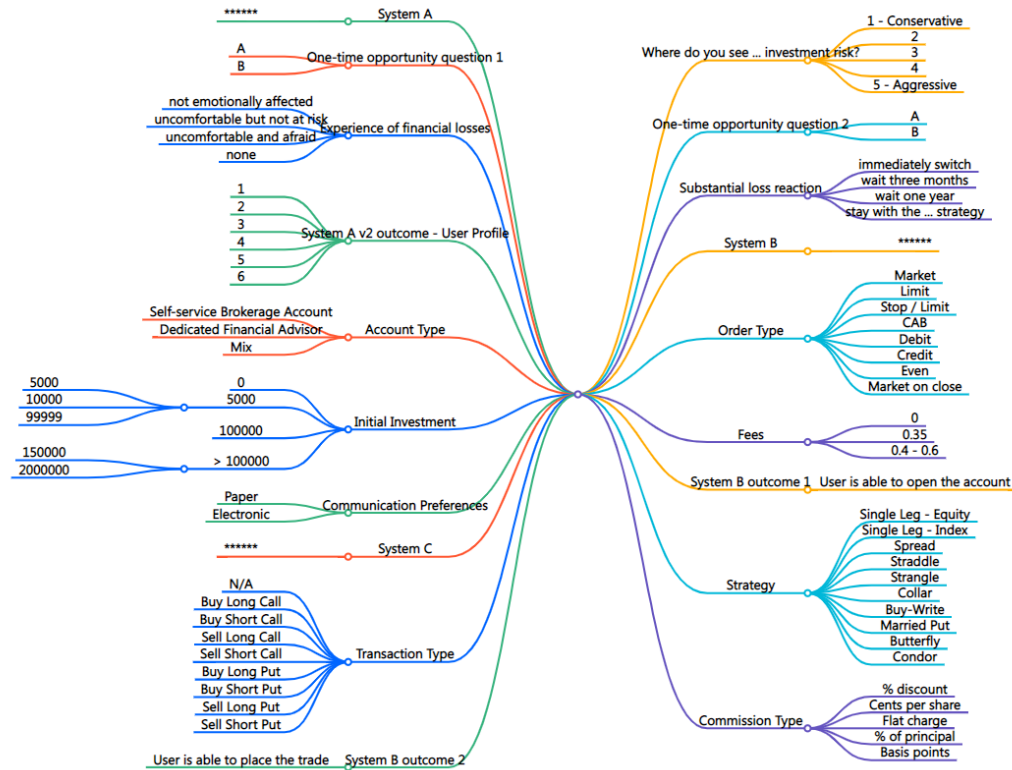 System A
******
One-time opportunity question 1
A
B
Experience of financial losses
not emotionally affected
uncomfortable but not at risk
uncomfortable and afraid
none
System A v2 outcome - User Profile
1
2
3
4
5
6
Account Type
Self-service Brokerage Account
Dedicated Financial Advisor
Mix
Initial Investment
0
5000
5000
10000
99999
100000
> 100000
150000
2000000
Communication Preferences
Paper
Electronic
System C
******
Transaction Type
N/A
Buy Long Call
Buy Short Call
Sell Long Call
Sell Short Call
Buy Long Put
Buy Short Put
Sell Long Put
Sell Short Put
System B outcome 2
User is able to place the trade
Where do you see ... investment risk?
1 - Conservative
2
3
4
5 - Aggressive
One-time opportunity question 2
A
B
Substantial loss reaction
immediately switch
wait three months
wait one year
stay with the ... strategy
System B
******
Order Type
Market
Limit
Stop / Limit
CAB
Debit
Credit
Even
Market on close
Fees
0
0.35
0.4 - 0.6
System B outcome 1
User is able to open the account
Strategy
Single Leg - Equity
Single Leg - Index
Spread
Straddle
Strangle
Collar
Buy-Write
Married Put
Butterfly
Condor
Commission Type
% discount
Cents per share
Flat charge
% of principal
Basis points